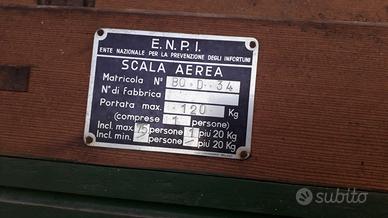 E.N.P.I.
ENTE NAZIONALE PER LA PREVENZIONE DEGLI INFORTUNI
SCALA AEREA
Matricola N° BO-D-34
N° di fabbrica
Portata max. 120 Kg
(comprese 1 persone)
Incl. max persone 1 più 20 Kg
Incl. min. persone più 20 Kg
subito